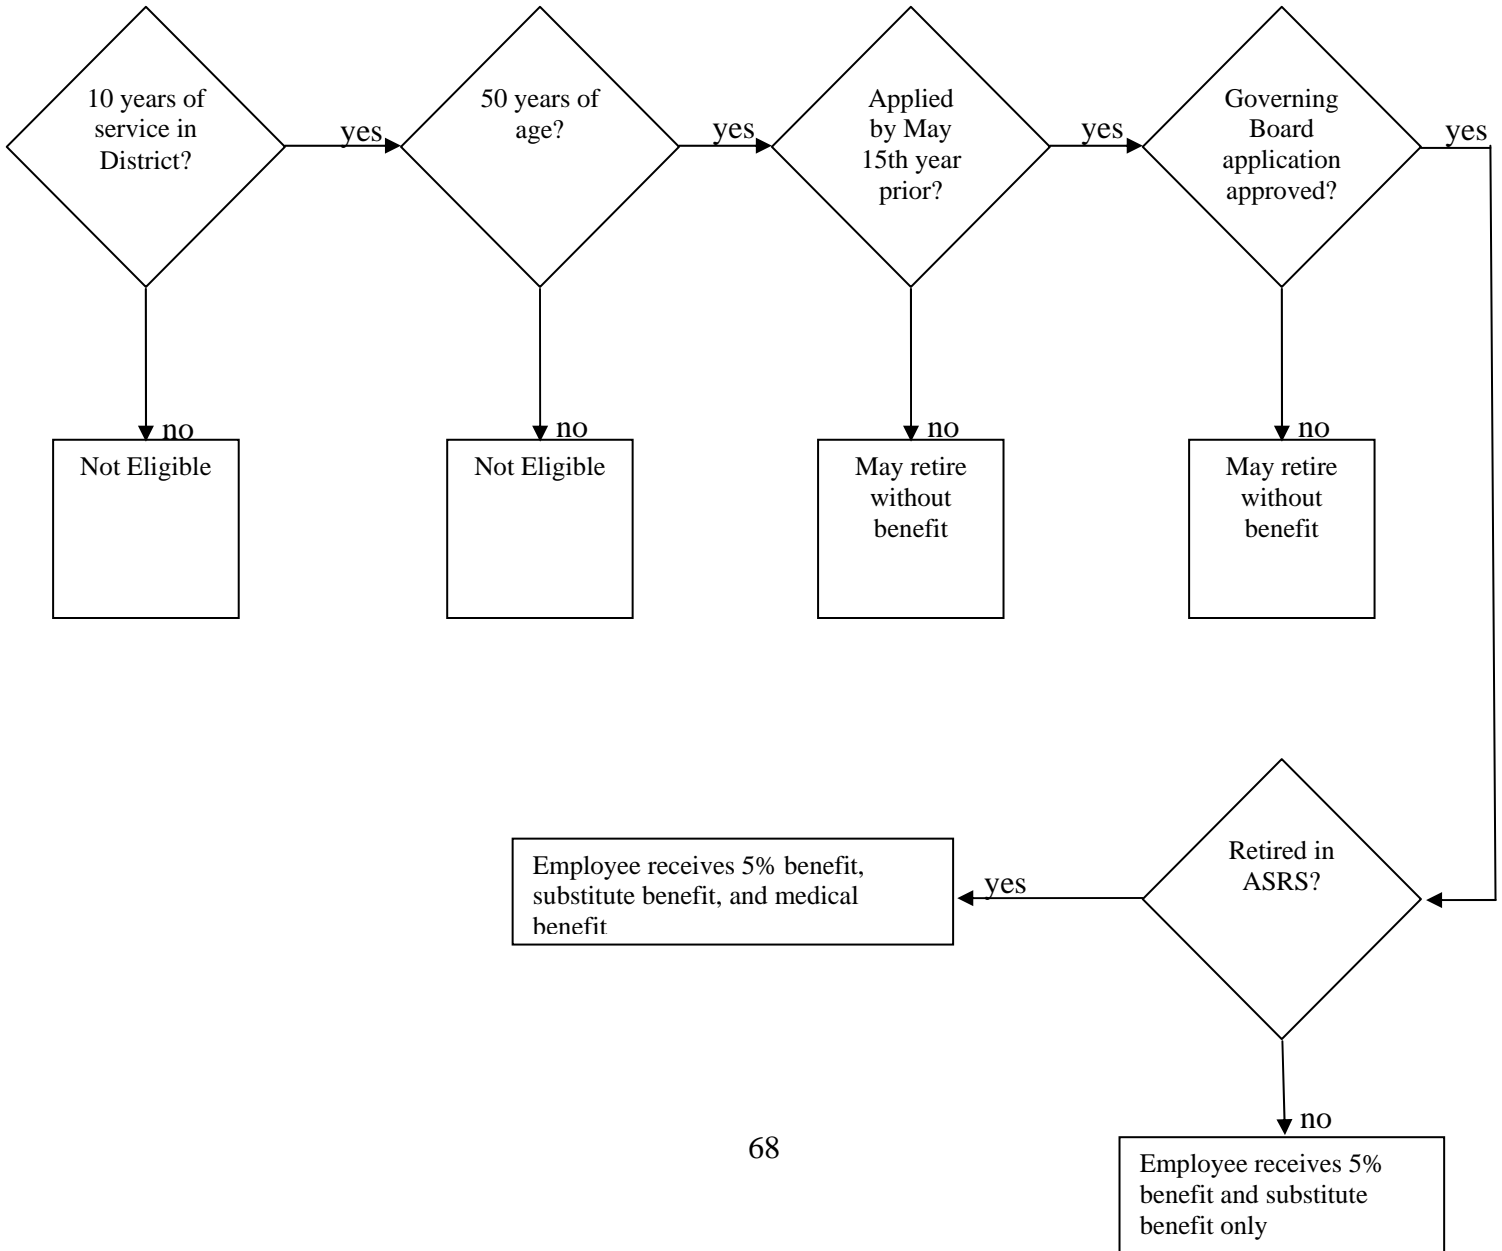 10 years of
service in
District?
yes
50 years of
age?
yes
Applied
by May
15th year
prior?
yes
Governing
Board
application
approved?
yes
no
Not Eligible
no
Not Eligible
no
May retire
without
benefit
no
May retire
without
benefit
Retired in
ASRS?
yes
Employee receives 5% benefit,
substitute benefit, and medical
benefit
no
Employee receives 5%
benefit and substitute
benefit only
68